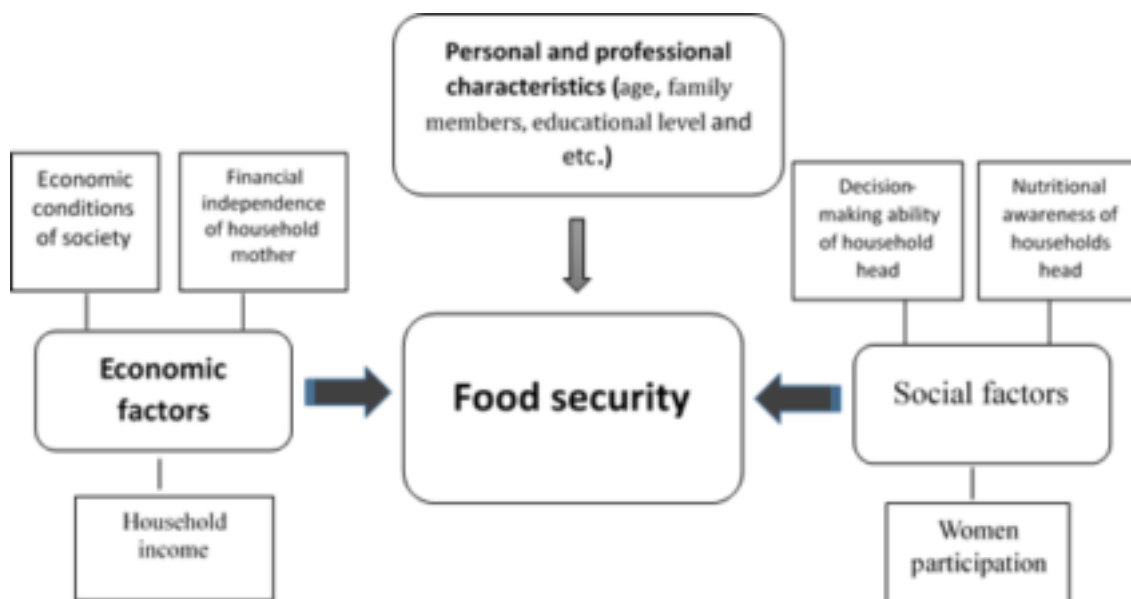 Personal and professional
characteristics (age, family
members, educational level and
etc.)
Economic
conditions
of society
Financial
independence
of household
mother
Decision-
making ability
of household
head
Nutritional
awareness of
households
head
Economic
factors
Food security
Social factors
Household
income
Women
participation